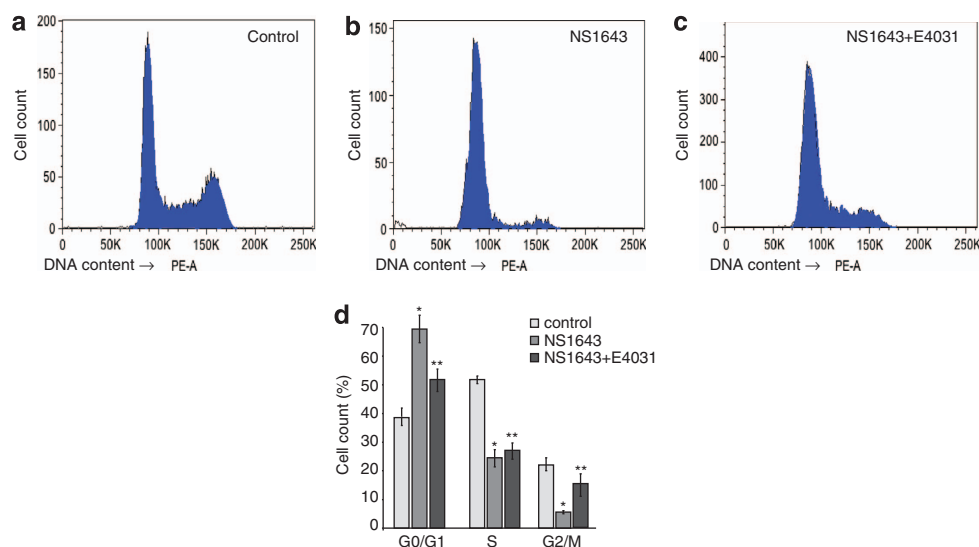 a
Control
200
150
100
50
0
Cell count
0 50K 100K 150K 200K 250K
DNA content → PE-A
b
NS1643
150
100
50
0
Cell count
0 50K 100K 150K 200K 250K
DNA content → PE-A
c
NS1643+E4031
400
300
200
100
0
Cell count
0 50K 100K 150K 200K 250K
DNA content → PE-A
d
control
NS1643
NS1643+E4031
70
60
50
40
30
20
10
0
Cell count (%)
* ** * ** * **
G0/G1 S G2/M